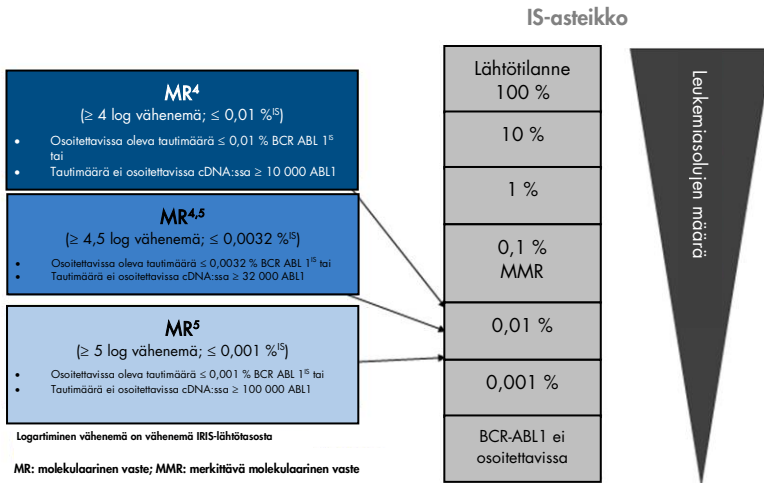 IS-asteikko
MR⁴
(≥ 4 log vähenemä; ≤ 0,01 %ᴵˢ)
• Osoitettavissa oleva tautimäärä ≤ 0,01 % BCR ABL 1ᴵˢ
tai
• Tautimäärä ei osoitettavissa cDNA:ssa ≥ 10 000 ABL1
MR⁴,⁵
(≥ 4,5 log vähenemä; ≤ 0,0032 %ᴵˢ)
• Osoitettavissa oleva tautimäärä ≤ 0,0032 % BCR ABL 1ᴵˢ tai
• Tautimäärä ei osoitettavissa cDNA:ssa ≥ 32 000 ABL1
MR⁵
(≥ 5 log vähenemä; ≤ 0,001 %ᴵˢ)
• Osoitettavissa oleva tautimäärä ≤ 0,001 % BCR ABL 1ᴵˢ tai
• Tautimäärä ei osoitettavissa cDNA:ssa ≥ 100 000 ABL1
Logartiminen vähenemä on vähenemä IRIS-lähtötasosta
MR: molekulaarinen vaste; MMR: merkittävä molekulaarinen vaste
Lähtötilanne
100 %
10 %
1 %
0,1 %
MMR
0,01 %
0,001 %
BCR-ABL1 ei
osoitettavissa
Leukemiasolujen määrä